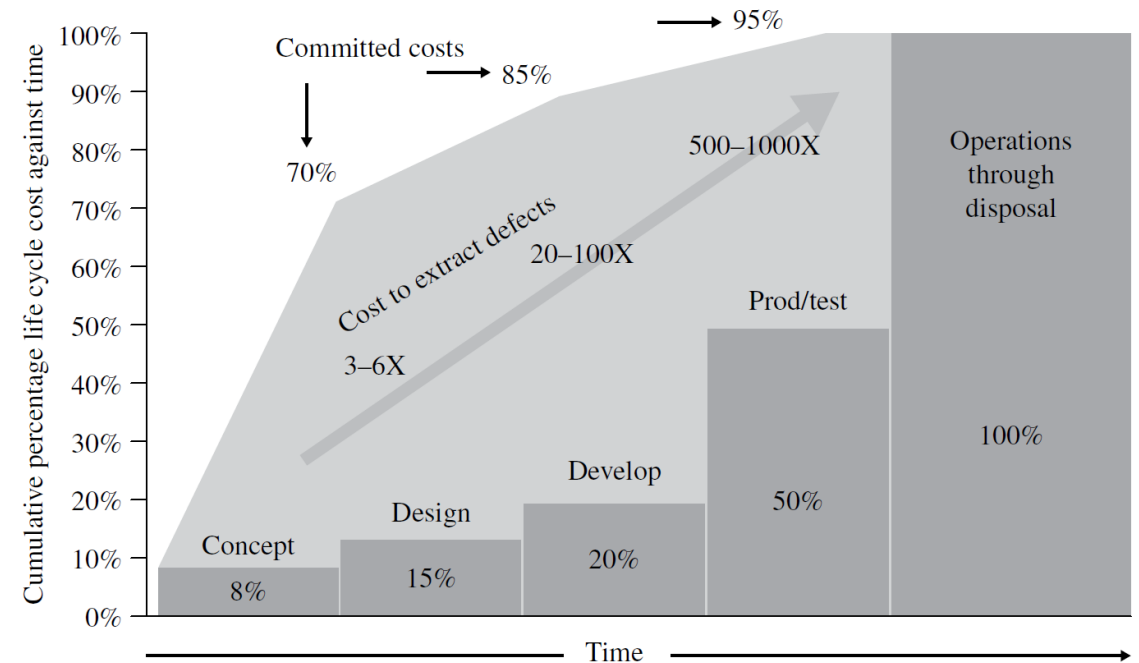 Cumulative percentage life cycle cost against time
100%
90%
80%
70%
60%
50%
40%
30%
20%
10%
0%
Committed costs
70%
85%
95%
Cost to extract defects
3–6X
20–100X
500–1000X
Concept
8%
Design
15%
Develop
20%
Prod/test
50%
Operations
through
disposal
100%
Time